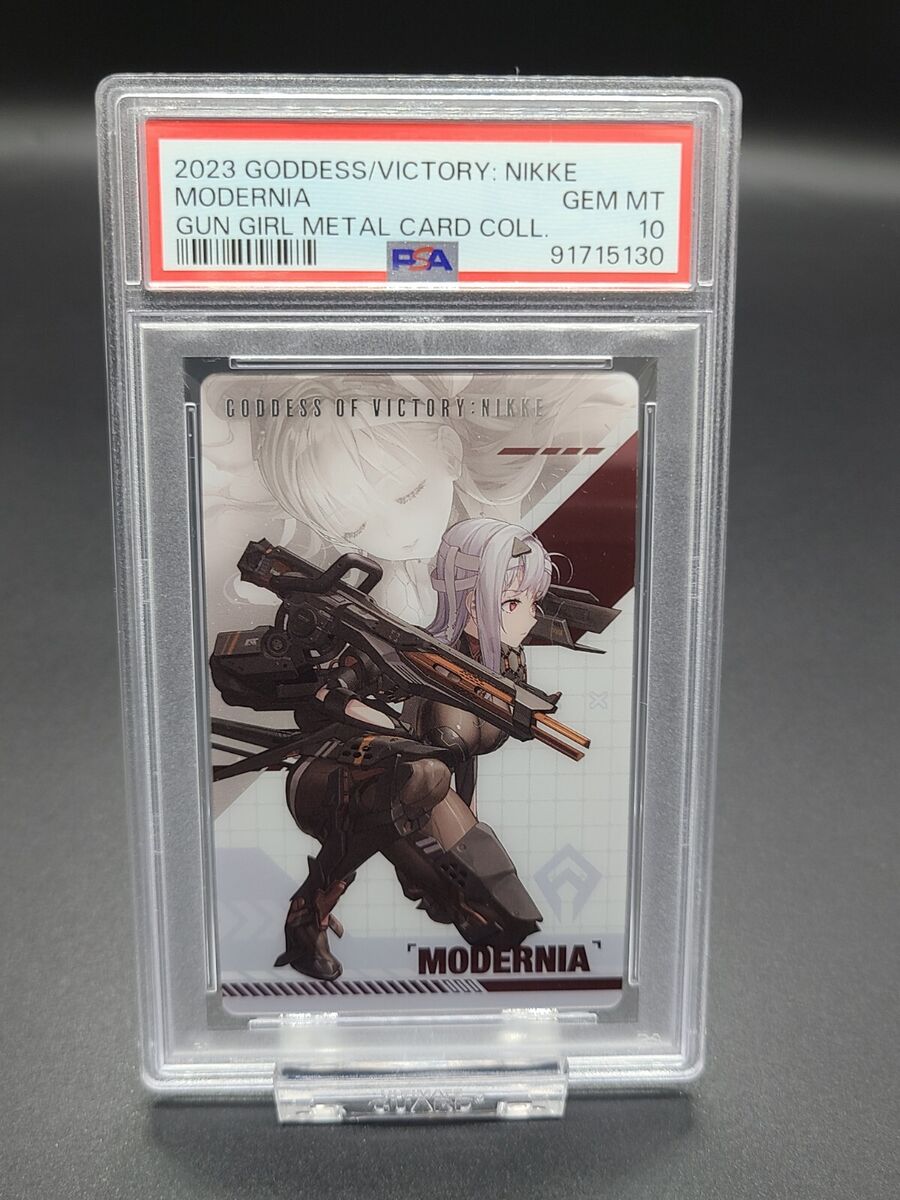 2023 GODDESS/VICTORY: NIKKE
MODERNIA GEM MT
GUN GIRL METAL CARD COLL. 10
PSA 91715130
GODDESS OF VICTORY:NIKKE
MODERNIA